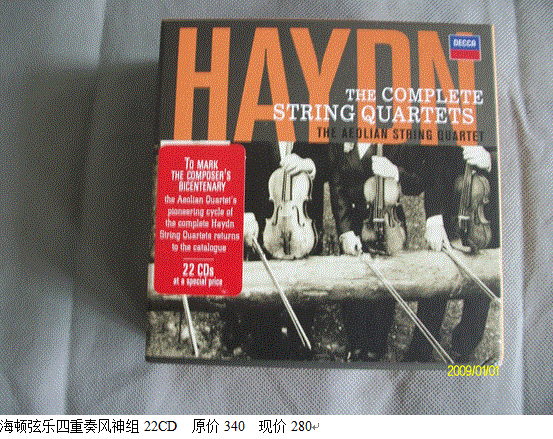 HAYDN
DECCA
THE COMPLETE
STRING QUARTETS
THE AEOLIAN STRING QUARTET
TO MARK
THE COMPOSER'S
BICENTENARY
the Aeolian Quartet's
pioneering cycle of
the complete Haydn
String Quartets returns
to the catalogue
22 CDs
at a special price
2009/01/01
海顿弦乐四重奏风神组 22CD 原价 340 现价 280